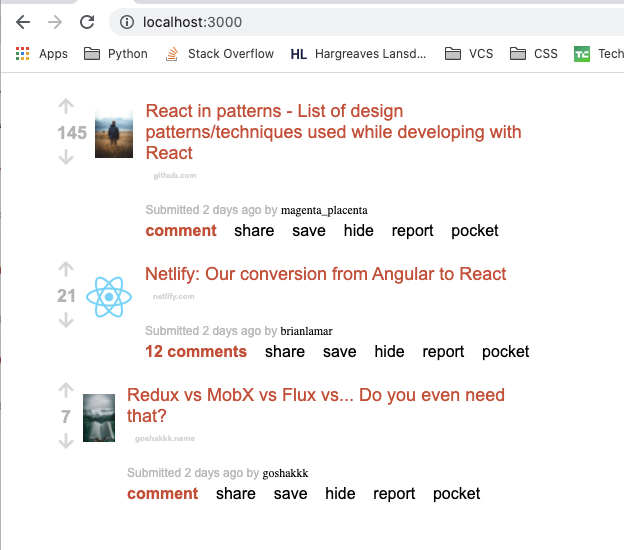 localhost:3000
Apps Python Stack Overflow HL Hargreaves Lansd... VCS CSS TC Tech
145
React in patterns - List of design
patterns/techniques used while developing with
React
github.com
Submitted 2 days ago by magenta_placenta
comment share save hide report pocket
21
Netlify: Our conversion from Angular to React
netlify.com
Submitted 2 days ago by brianlamar
12 comments share save hide report pocket
7
Redux vs MobX vs Flux vs... Do you even need
that?
goshakkk.name
Submitted 2 days ago by goshakkk
comment share save hide report pocket